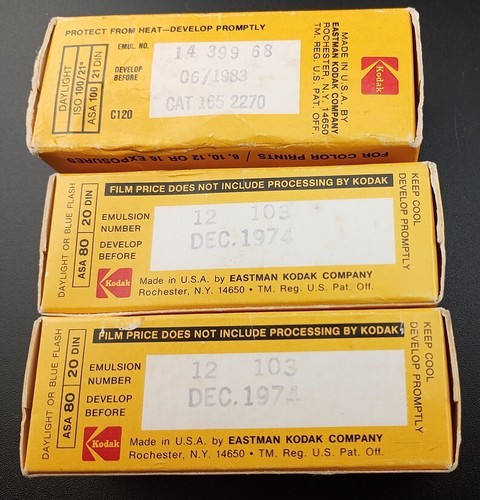 PROTECT FROM HEAT—DEVELOP PROMPTLY
DAYLIGHT
ISO 100/21°
ASA 100 21 DIN
EMUL. NO.
14 399 68
DEVELOP
BEFORE
06/1983
C120
CAT 165 2270
MADE IN U.S.A. BY
EASTMAN KODAK COMPANY
ROCHESTER, N.Y. 14650
TM. REG. U.S. PAT. OFF.
Kodak
FOR COLOR PRINTS / 8, 10, 12 OR 16 EXPOSURES
DAYLIGHT OR BLUE FLASH
ASA 80 20 DIN
FILM PRICE DOES NOT INCLUDE PROCESSING BY KODAK
EMULSION
NUMBER
12 103
DEVELOP
BEFORE
DEC.1974
Kodak
Made in U.S.A. by EASTMAN KODAK COMPANY
Rochester, N.Y. 14650 • TM. Reg. U.S. Pat. Off.
KEEP COOL
DEVELOP PROMPTLY
DAYLIGHT OR BLUE FLASH
ASA 80 20 DIN
FILM PRICE DOES NOT INCLUDE PROCESSING BY KODAK
EMULSION
NUMBER
12 103
DEVELOP
BEFORE
DEC.1974
Kodak
Made in U.S.A. by EASTMAN KODAK COMPANY
Rochester, N.Y. 14650 • TM. Reg. U.S. Pat. Off.
KEEP COOL
DEVELOP PROMPTLY